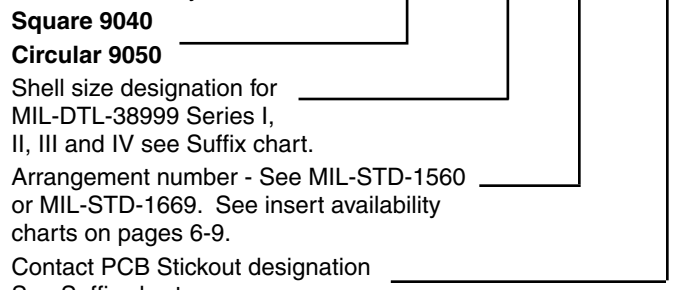 Square 9040
Circular 9050
Shell size designation for
MIL-DTL-38999 Series I,
II, III and IV see Suffix chart.
Arrangement number - See MIL-STD-1560
or MIL-STD-1669.  See insert availability
charts on pages 6-9.
Contact PCB Stickout designation